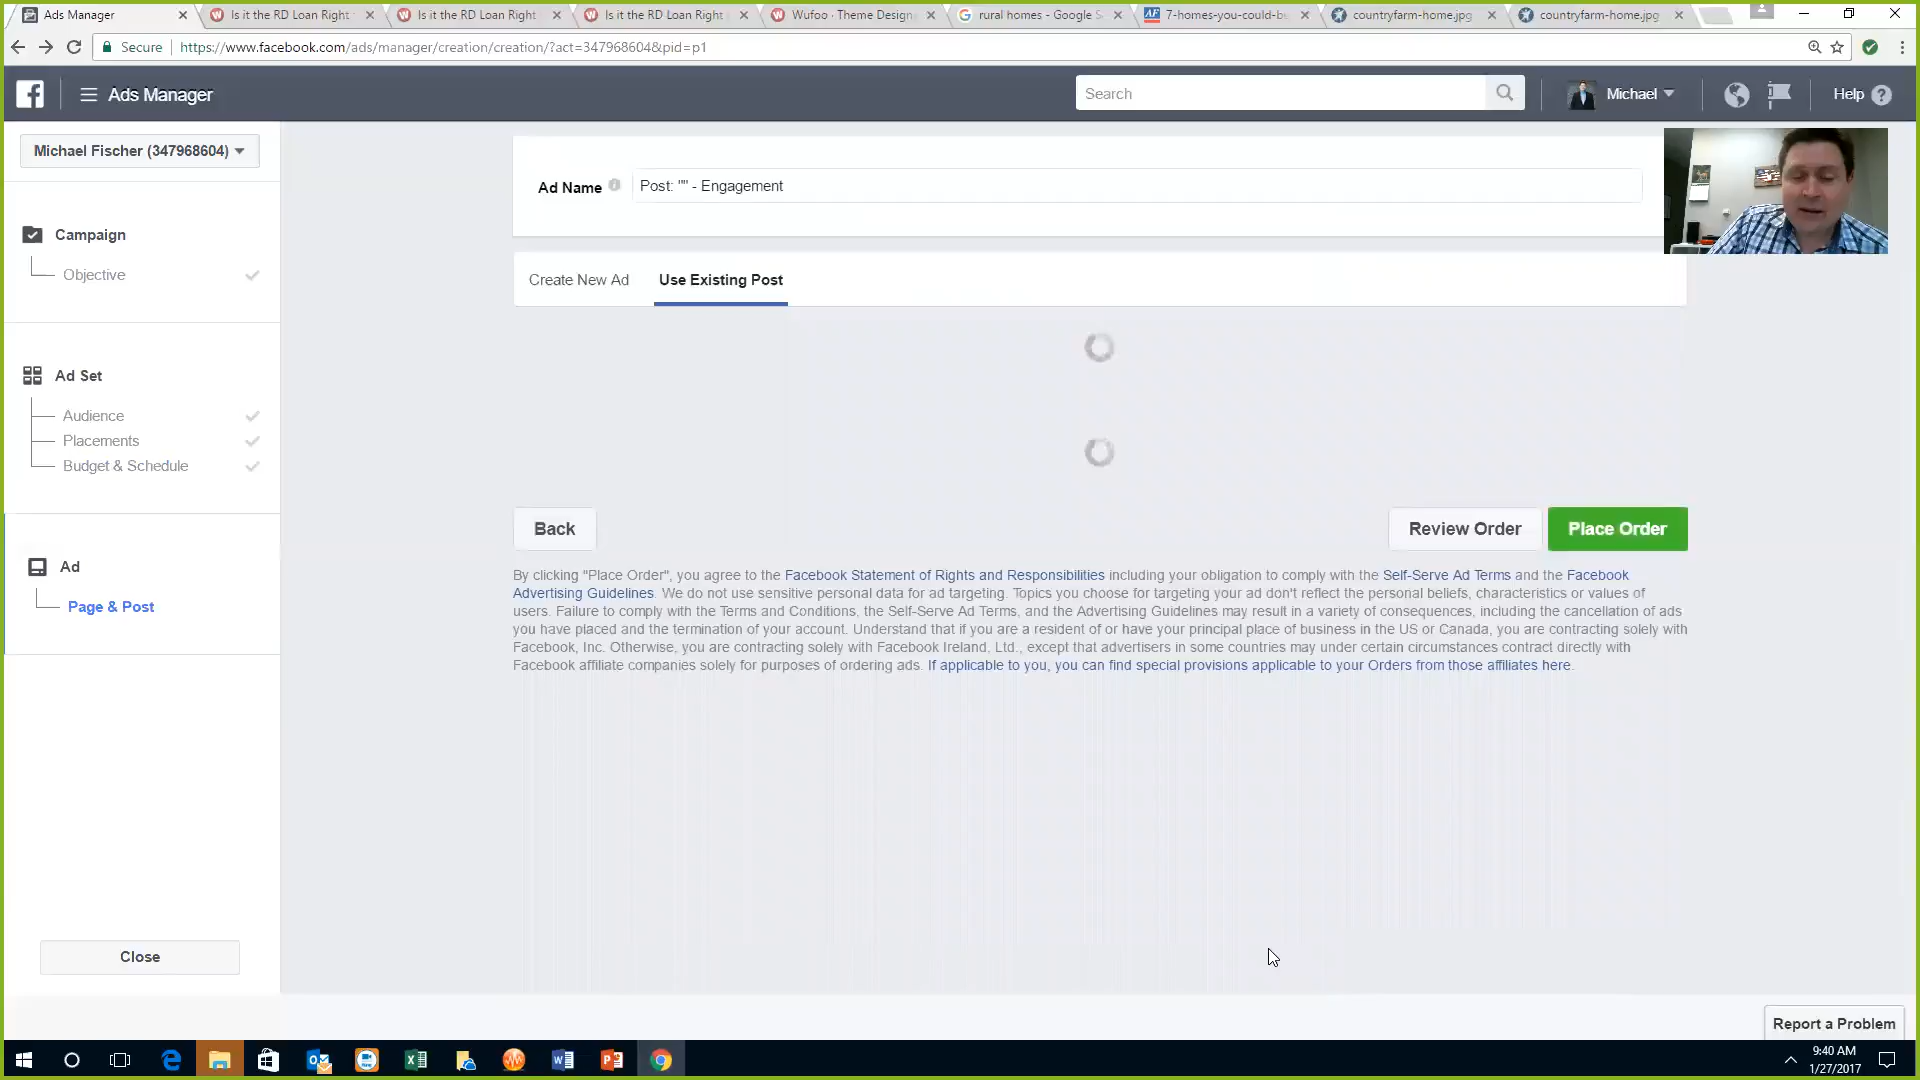 Ads Manager
Is it the RD Loan Right
Is it the RD Loan Right
Is it the RD Loan Right
Wufoo · Theme Design
rural homes - Google S
7-homes-you-could-b
countryfarm-home.jpg
countryfarm-home.jpg
Secure
https://www.facebook.com/ads/manager/creation/creation/?act=347968604&pid=p1
Ads Manager
Search
Michael
Help
Michael Fischer (347968604)
Campaign
Objective
Ad Set
Audience
Placements
Budget & Schedule
Ad
Page & Post
Close
Ad Name
Post: "" - Engagement
Create New Ad
Use Existing Post
Back
Review Order
Place Order
By clicking "Place Order", you agree to the Facebook Statement of Rights and Responsibilities including your obligation to comply with the Self-Serve Ad Terms and the Facebook
Advertising Guidelines. We do not use sensitive personal data for ad targeting. Topics you choose for targeting your ad don't reflect the personal beliefs, characteristics or values of
users. Failure to comply with the Terms and Conditions, the Self-Serve Ad Terms, and the Advertising Guidelines may result in a variety of consequences, including the cancellation of ads
you have placed and the termination of your account. Understand that if you are a resident of or have your principal place of business in the US or Canada, you are contracting solely with
Facebook, Inc. Otherwise, you are contracting solely with Facebook Ireland, Ltd., except that advertisers in some countries may under certain circumstances contract directly with
Facebook affiliate companies solely for purposes of ordering ads. If applicable to you, you can find special provisions applicable to your Orders from those affiliates here.
Report a Problem
9:40 AM
1/27/2017